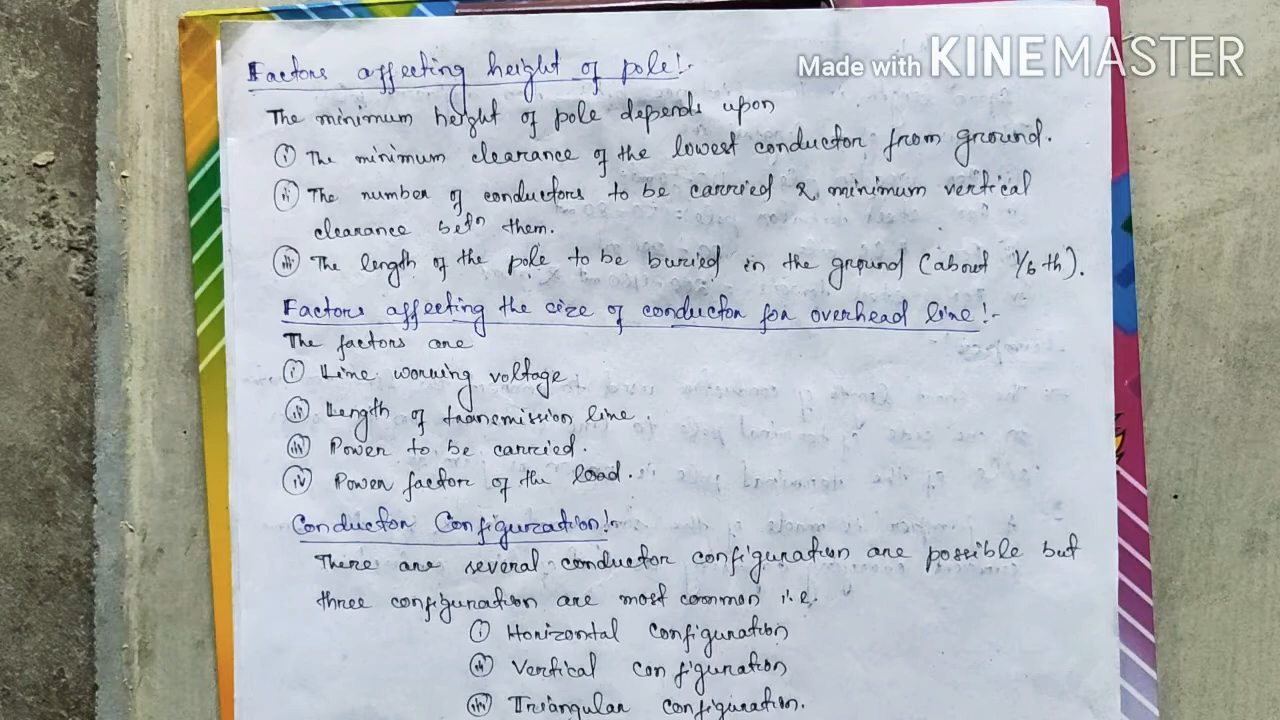 Made with KINEMASTER
Factors affecting height of pole:-
The minimum height of pole depends upon
(i) The minimum clearance of the lowest conductor from ground.
(ii) The number of conductors to be carried & minimum vertical
clearance betn them.
(iii) The length of the pole to be buried in the ground (about 1/6 th).
Factors affecting the size of conductor for overhead line:-
The factors are
(i) Line working voltage
(ii) Length of transmission line.
(iii) Power to be carried.
(iv) Power factor of the load.
Conductor Configuration:-
There are several conductor configuration are possible but
three configuration are most common i.e.
(i) Horizontal configuration
(ii) Vertical configuration
(iii) Triangular configuration.